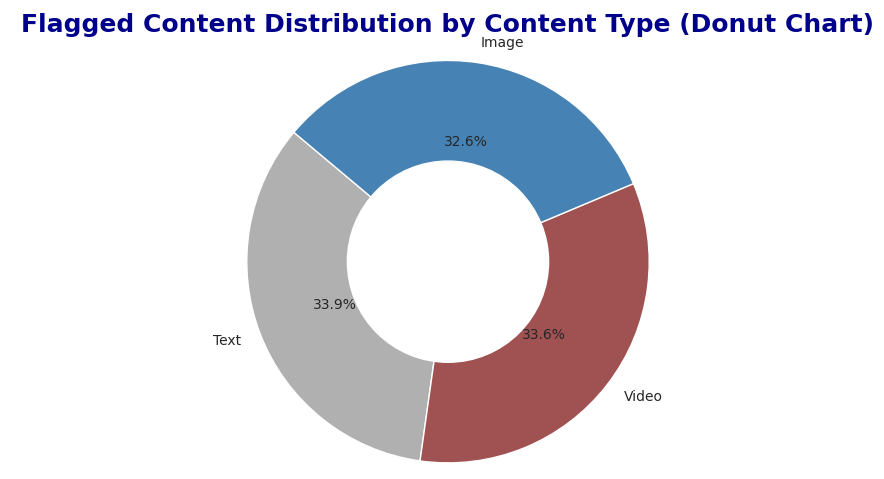 Flagged Content Distribution by Content Type (Donut Chart)
Image
32.6%
33.9%
33.6%
Text
Video